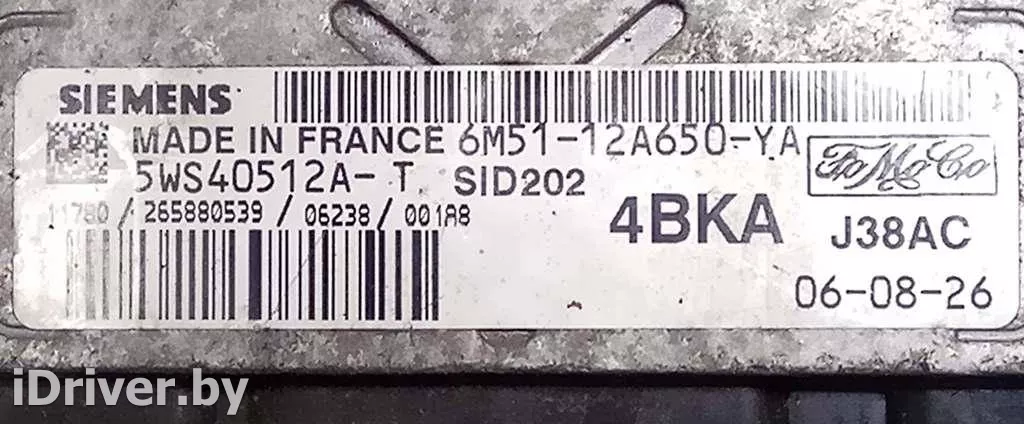 SIEMENS
MADE IN FRANCE 6M51-12A650-YA
5WS40512A-T SID202
FoMoCo
11780/265880539/06238/001A8
4BKA J38AC
06-08-26
iDriver.by